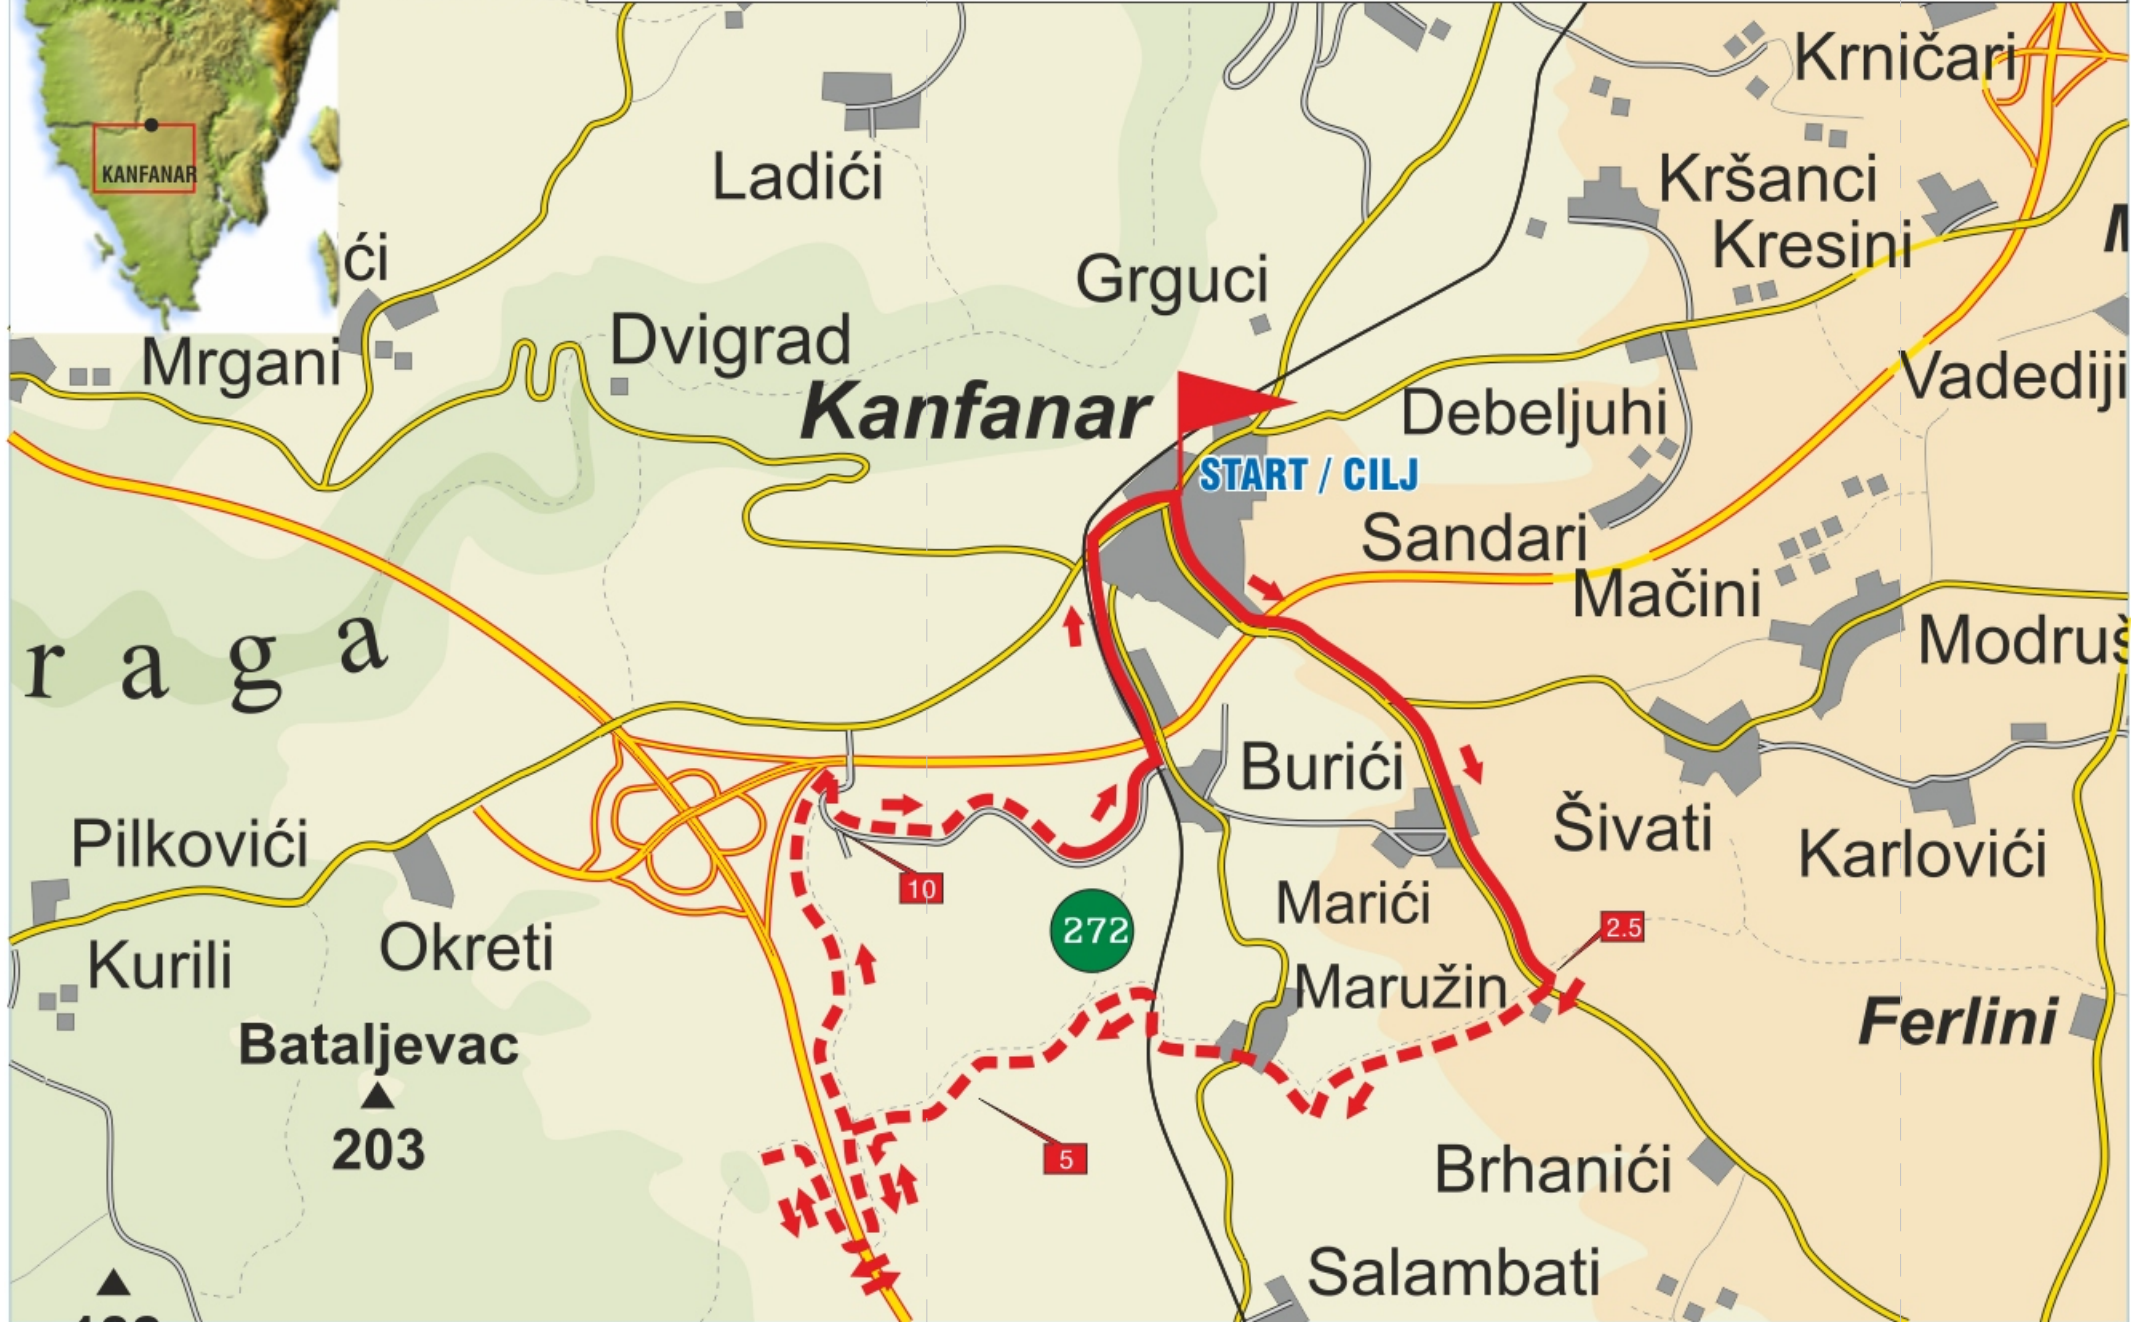 Krničari
Ladići
Kršanci
KANFANAR
Kresini
ći
Grguci
Dvigrad
Mrgani
Vadediji
Kanfanar
Debeljuhi
START / CILJ
Sandari
Mačini
Modruš
raga
Burići
Šivati
Pilkovići
Karlovići
10
Marići
272
2.5
Okreti
Kurili
Maružin
Ferlini
Bataljevac
203
5
Brhanići
Salambati